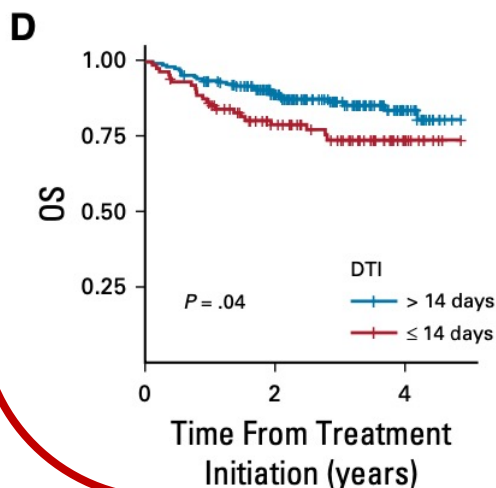 D
1.00
0.75
0.50
0.25
OS
P = .04
DTI
> 14 days
≤ 14 days
0 2 4
Time From Treatment
Initiation (years)